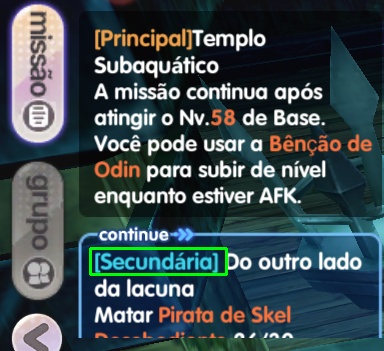 missão
grupo
[Principal]Templo
Subaquático
A missão continua após
atingir o Nv.58 de Base.
Você pode usar a Bênção de
Odin para subir de nível
enquanto estiver AFK.
continue
[Secundária] Do outro lado
da lacuna
Matar Pirata de Skel